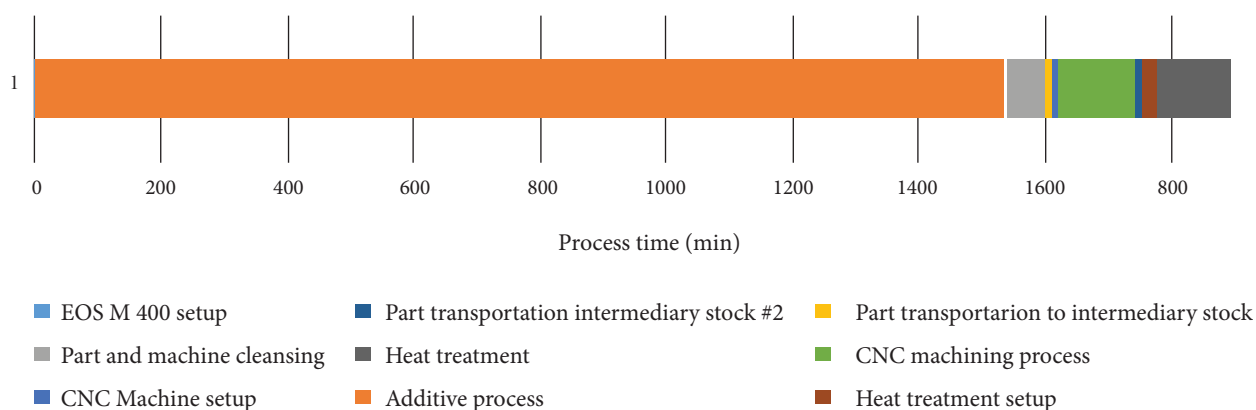 1
0 200 400 600 800 1000 1200 1400 1600 800
Process time (min)
EOS M 400 setup Part transportation intermediary stock #2 Part transportarion to intermediary stock
Part and machine cleansing Heat treatment CNC machining process
CNC Machine setup Additive process Heat treatment setup